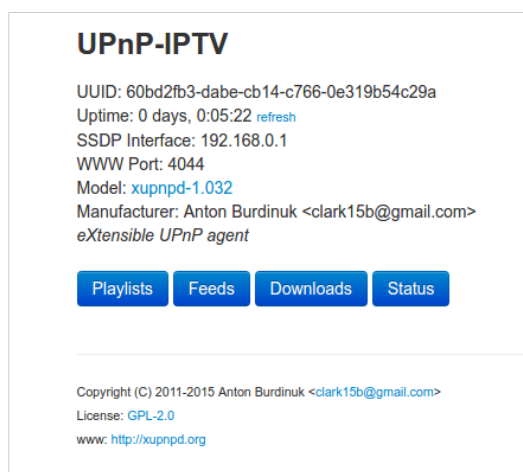 UPnP-IPTV
UUID: 60bd2fb3-dabe-cb14-c766-0e319b54c29a
Uptime: 0 days, 0:05:22 refresh
SSDP Interface: 192.168.0.1
WWW Port: 4044
Model: xupnpd-1.032
Manufacturer: Anton Burdinuk <clark15b@gmail.com>
eXtensible UPnP agent
Playlists Feeds Downloads Status
Copyright (C) 2011-2015 Anton Burdinuk <clark15b@gmail.com>
License: GPL-2.0
www: http://xupnpd.org